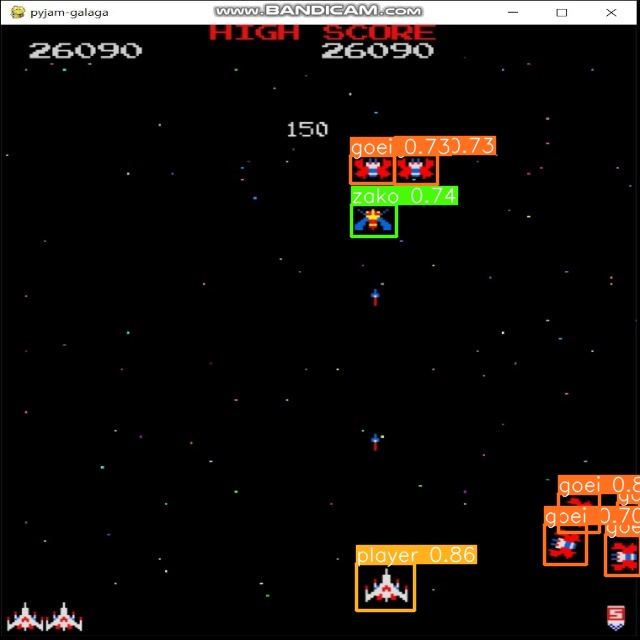 pyjam-galaga
www.BANDICAM.com
HIGH SCORE
26090 26090
150
goei 0.73 0.73
zako 0.74
goei 0.8
goei 0.70
goe
player 0.86
5